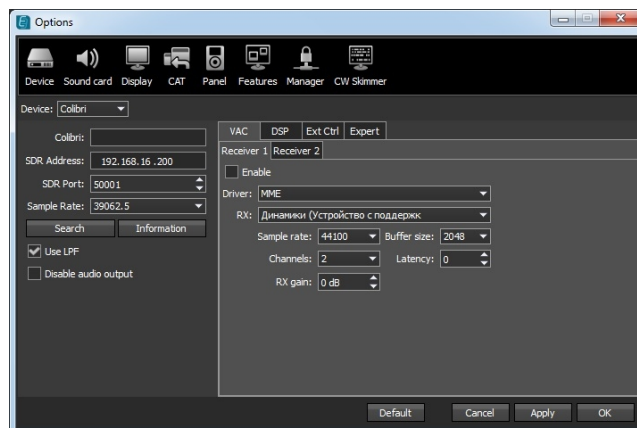 Options
Device Sound card Display CAT Panel Features Manager CW Skimmer
Device: Colibri
Colibri:
SDR Address: 192.168.16 .200
SDR Port: 50001
Sample Rate: 39062.5
Search Information
Use LPF
Disable audio output
VAC DSP Ext Ctrl Expert
Receiver 1 Receiver 2
Enable
Driver: MME
RX: Динамики (Устройство с поддержк
Sample rate: 44100 Buffer size: 2048
Channels: 2 Latency: 0
RX gain: 0 dB
Default Cancel Apply OK